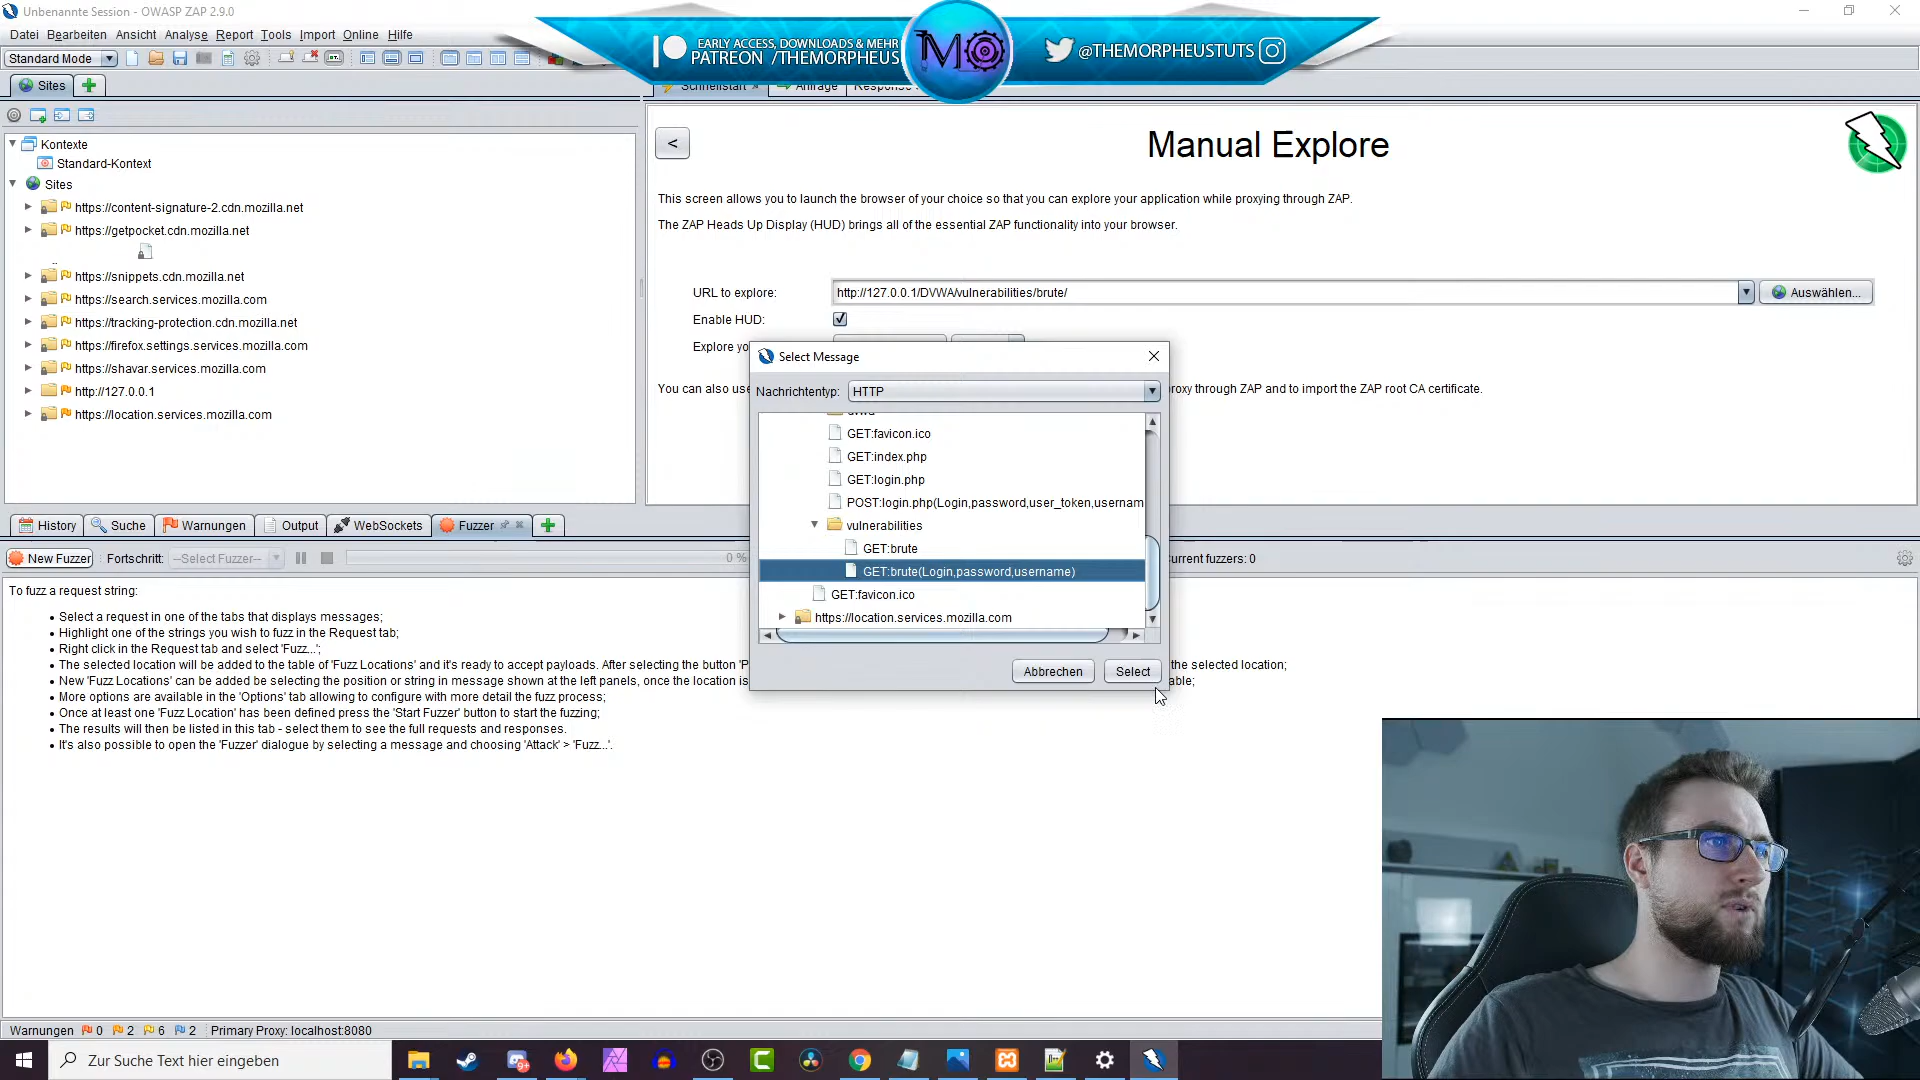 Unbenannte Session - OWASP ZAP 2.9.0
Datei Bearbeiten Ansicht Analyse Report Tools Import Online Hilfe
EARLY ACCESS, DOWNLOADS & MEHR
PATREON /THEMORPHEUS
MO
@THEMORPHEUSTUTS
Standard Mode
Sites
Schnellstart Anfrage Response
Kontexte
Standard-Kontext
Sites
https://content-signature-2.cdn.mozilla.net
https://getpocket.cdn.mozilla.net
https://snippets.cdn.mozilla.net
https://search.services.mozilla.com
https://tracking-protection.cdn.mozilla.net
https://firefox.settings.services.mozilla.com
https://shavar.services.mozilla.com
http://127.0.0.1
https://location.services.mozilla.com
<
Manual Explore
This screen allows you to launch the browser of your choice so that you can explore your application while proxying through ZAP.
The ZAP Heads Up Display (HUD) brings all of the essential ZAP functionality into your browser.
URL to explore: http://127.0.0.1/DVWA/vulnerabilities/brute/ Auswählen...
Enable HUD:
Explore yo
You can also use
roxy through ZAP and to import the ZAP root CA certificate.
Select Message
Nachrichtentyp: HTTP
GET:favicon.ico
GET:index.php
GET:login.php
POST:login.php(Login,password,user_token,usernam
vulnerabilities
GET:brute
GET:brute(Login,password,username)
GET:favicon.ico
https://location.services.mozilla.com
Abbrechen Select
History Suche Warnungen Output WebSockets Fuzzer
New Fuzzer Fortschritt: --Select Fuzzer-- 0 % urrent fuzzers: 0
To fuzz a request string:
• Select a request in one of the tabs that displays messages;
• Highlight one of the strings you wish to fuzz in the Request tab;
• Right click in the Request tab and select 'Fuzz...';
• The selected location will be added to the table of 'Fuzz Locations' and it's ready to accept payloads. After selecting the button 'P the selected location;
• New 'Fuzz Locations' can be added be selecting the position or string in message shown at the left panels, once the location is able;
• More options are available in the 'Options' tab allowing to configure with more detail the fuzz process;
• Once at least one 'Fuzz Location' has been defined press the 'Start Fuzzer' button to start the fuzzing;
• The results will then be listed in this tab - select them to see the full requests and responses.
• It's also possible to open the 'Fuzzer' dialogue by selecting a message and choosing 'Attack' > 'Fuzz...'.
Warnungen 0 2 6 2 Primary Proxy: localhost:8080
Zur Suche Text hier eingeben